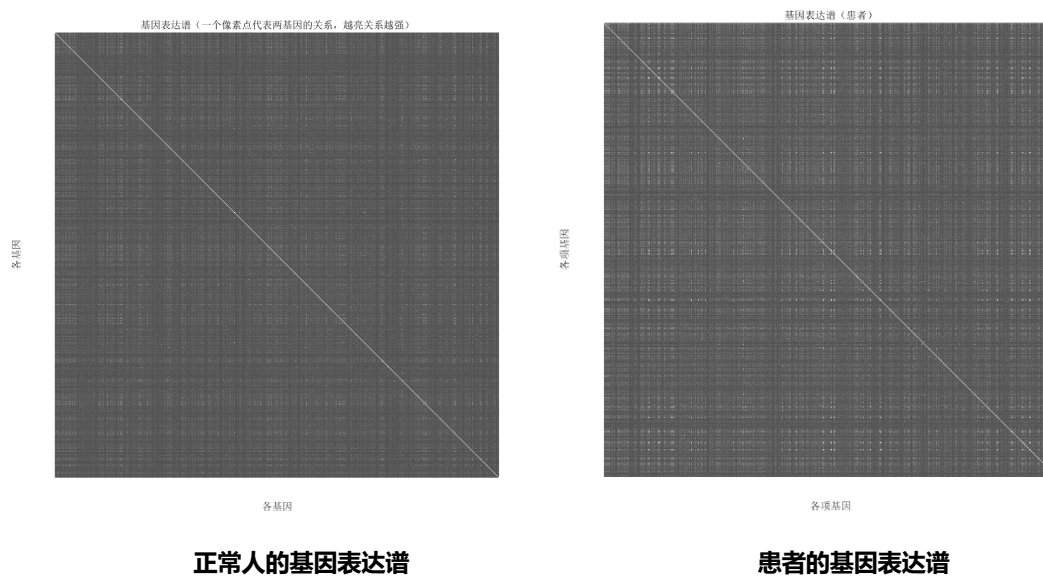 基因表达谱（一个像素点代表两基因的关系，越亮关系越强）
各基因
各基因
正常人的基因表达谱
基因表达谱（患者）
各项基因
各项基因
患者的基因表达谱